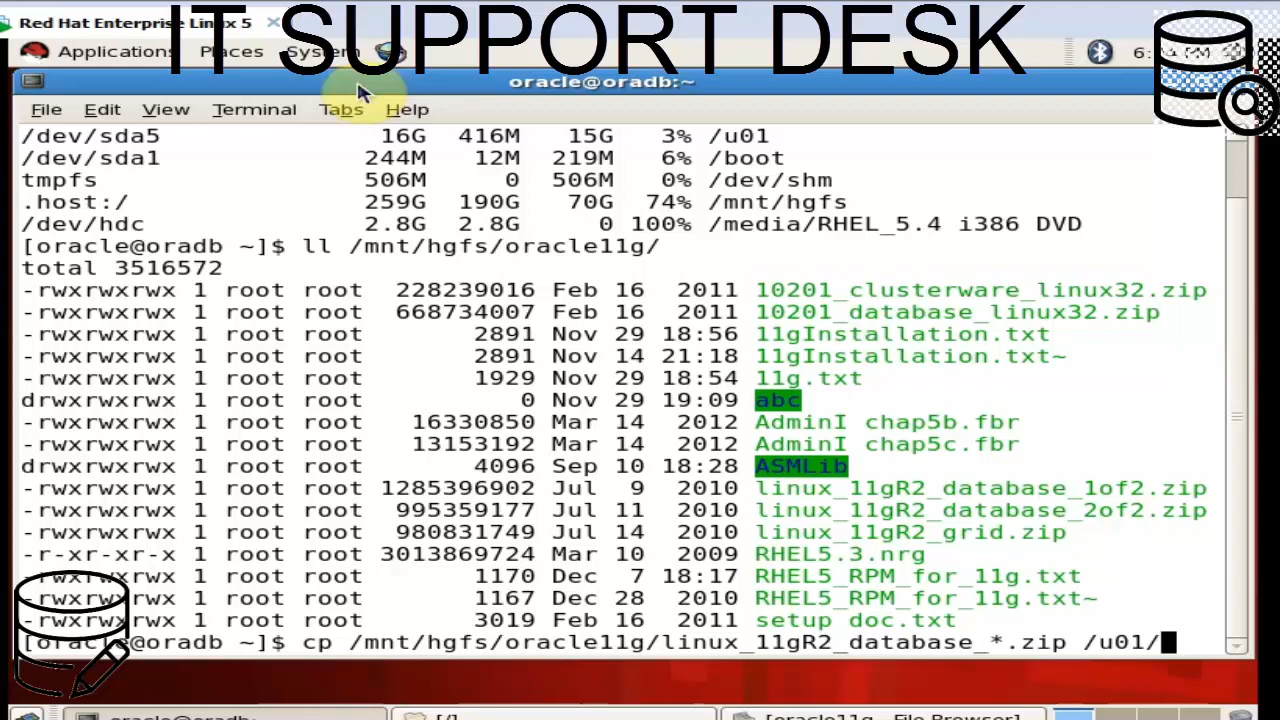 Red Hat Enterprise Linux 5
IT SUPPORT DESK
Applications Places System
oracle@oradb:~
File Edit View Terminal Tabs Help
/dev/sda5 16G 416M 15G 3% /u01
/dev/sda1 244M 12M 219M 6% /boot
tmpfs 506M 0 506M 0% /dev/shm
.host:/ 259G 190G 70G 74% /mnt/hgfs
/dev/hdc 2.8G 2.8G 0 100% /media/RHEL_5.4 i386 DVD
[oracle@oradb ~]$ ll /mnt/hgfs/oracle11g/
total 3516572
-rwxrwxrwx 1 root root 228239016 Feb 16 2011 10201_clusterware_linux32.zip
-rwxrwxrwx 1 root root 668734007 Feb 16 2011 10201_database_linux32.zip
-rwxrwxrwx 1 root root 2891 Nov 29 18:56 11gInstallation.txt
-rwxrwxrwx 1 root root 2891 Nov 14 21:18 11gInstallation.txt~
-rwxrwxrwx 1 root root 1929 Nov 29 18:54 11g.txt
drwxrwxrwx 1 root root 0 Nov 29 19:09 abc
-rwxrwxrwx 1 root root 16330850 Mar 14 2012 AdminI chap5b.fbr
-rwxrwxrwx 1 root root 13153192 Mar 14 2012 AdminI chap5c.fbr
drwxrwxrwx 1 root root 4096 Sep 10 18:28 ASMLib
-rwxrwxrwx 1 root root 1285396902 Jul 9 2010 linux_11gR2_database_1of2.zip
-rwxrwxrwx 1 root root 995359177 Jul 11 2010 linux_11gR2_database_2of2.zip
-rwxrwxrwx 1 root root 980831749 Jul 14 2010 linux_11gR2_grid.zip
-r-xr-xr-x 1 root root 3013869724 Mar 10 2009 RHEL5.3.nrg
-rwxrwxrwx 1 root root 1170 Dec 7 18:17 RHEL5_RPM_for_11g.txt
-rwxrwxrwx 1 root root 1167 Dec 28 2010 RHEL5_RPM_for_11g.txt~
-rwxrwxrwx 1 root root 3019 Feb 16 2011 setup doc.txt
[oracle@oradb ~]$ cp /mnt/hgfs/oracle11g/linux_11gR2_database_*.zip /u01/
oracle@oradb: [/] [oracle11g - File Browser]